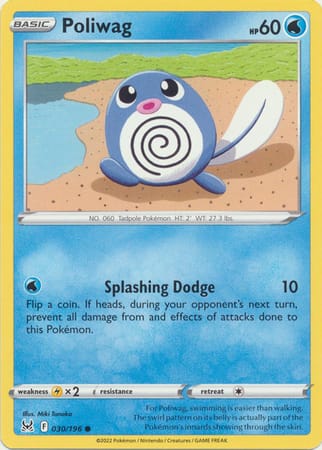 BASIC Poliwag HP60
NO. 060 Tadpole Pokémon. HT: 2' WT: 27.3 lbs.
Splashing Dodge 10
Flip a coin. If heads, during your opponent's next turn,
prevent all damage from and effects of attacks done to
this Pokémon.
weakness ×2 resistance retreat
Illus. Miki Tanaka
F 030/196
For Poliwag, swimming is easier than walking.
The swirl pattern on its belly is actually part of the
Pokémon's innards showing through the skin.
©2022 Pokémon / Nintendo / Creatures / GAME FREAK